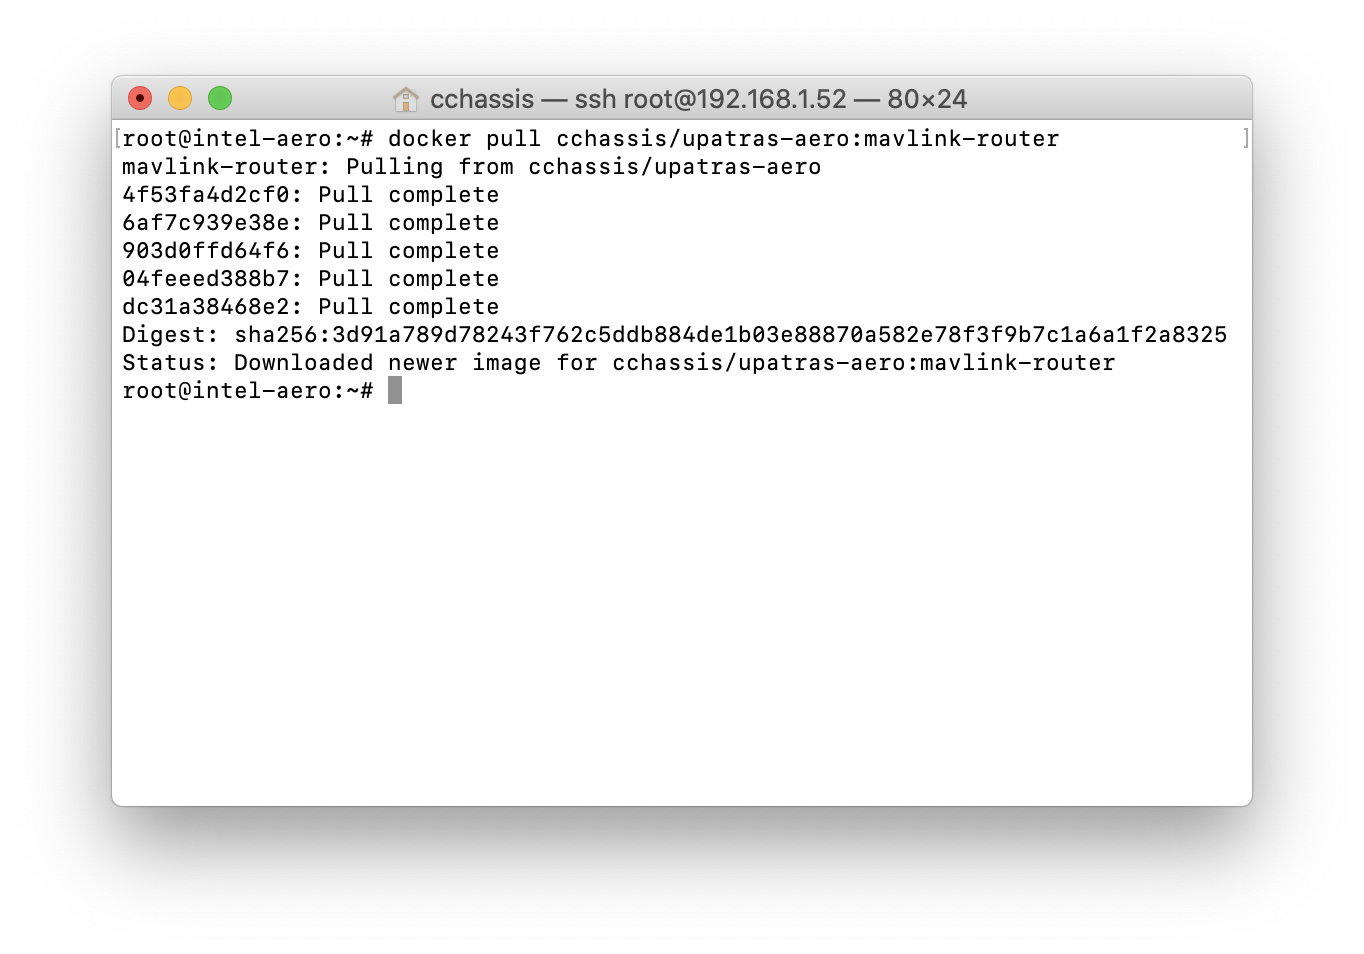 cchassis — ssh root@192.168.1.52 — 80×24
[root@intel-aero:~# docker pull cchassis/upatras-aero:mavlink-router ]
mavlink-router: Pulling from cchassis/upatras-aero
4f53fa4d2cf0: Pull complete
6af7c939e38e: Pull complete
903d0ffd64f6: Pull complete
04feeed388b7: Pull complete
dc31a38468e2: Pull complete
Digest: sha256:3d91a789d78243f762c5ddb884de1b03e88870a582e78f3f9b7c1a6a1f2a8325
Status: Downloaded newer image for cchassis/upatras-aero:mavlink-router
root@intel-aero:~#